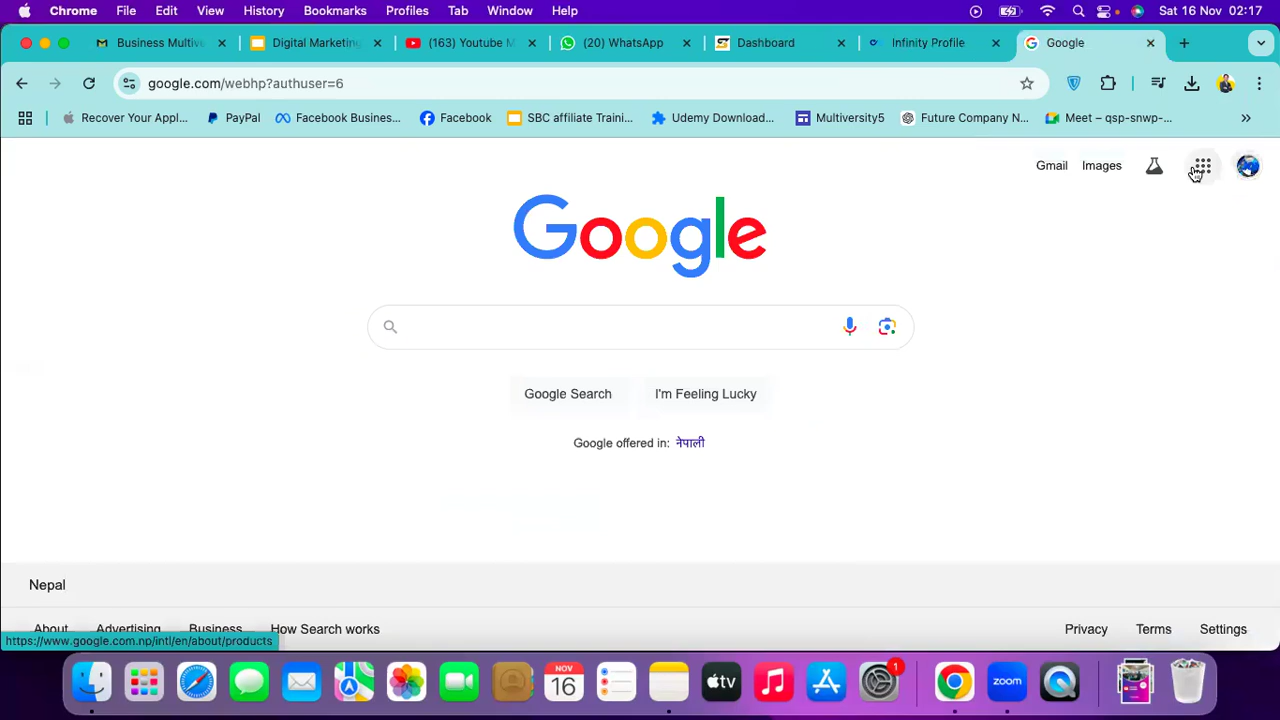 Chrome File Edit View History Bookmarks Profiles Tab Window Help Sat 16 Nov 02:17
Business Multive Digital Marketing (163) Youtube M (20) WhatsApp Dashboard Infinity Profile Google
google.com/webhp?authuser=6
Recover Your Appl... PayPal Facebook Business... Facebook SBC affiliate Traini... Udemy Download... Multiversity5 Future Company N... Meet – qsp-snwp-...
Gmail Images
Google
Google Search I'm Feeling Lucky
Google offered in: नेपाली
Nepal
About Advertising Business How Search works Privacy Terms Settings
https://www.google.com.np/intl/en/about/products
NOV
16
tv
1
zoom